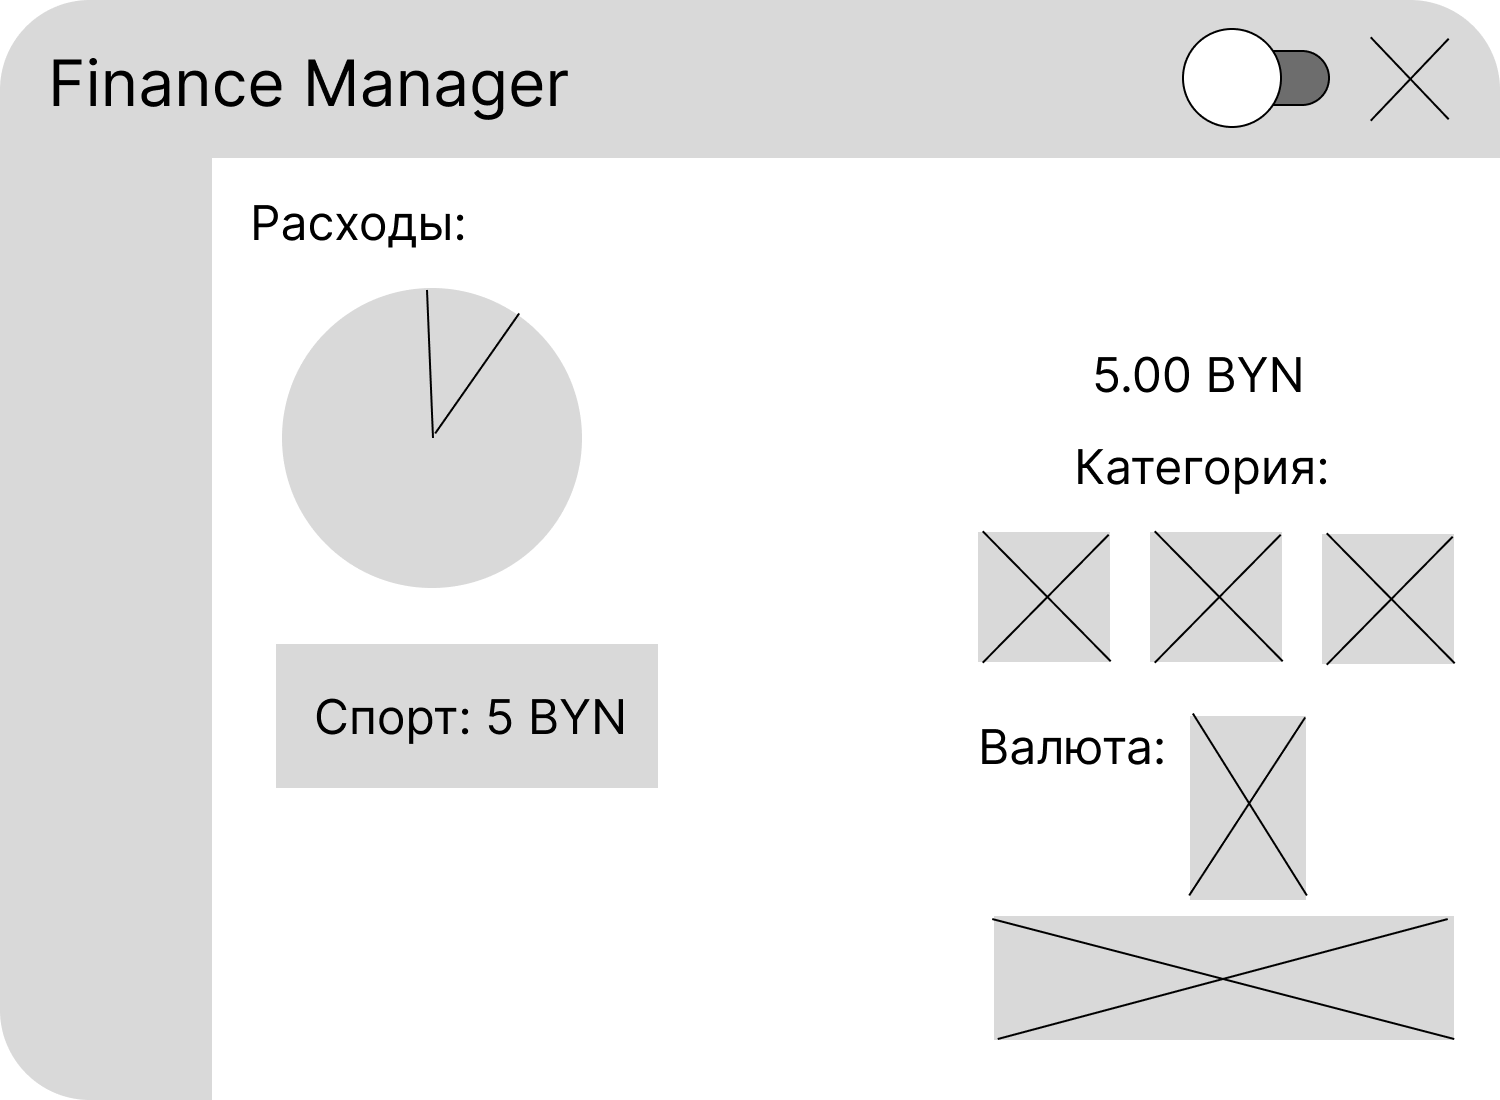 Finance Manager
Расходы:
5.00 BYN
Категория:
Спорт: 5 BYN
Валюта: